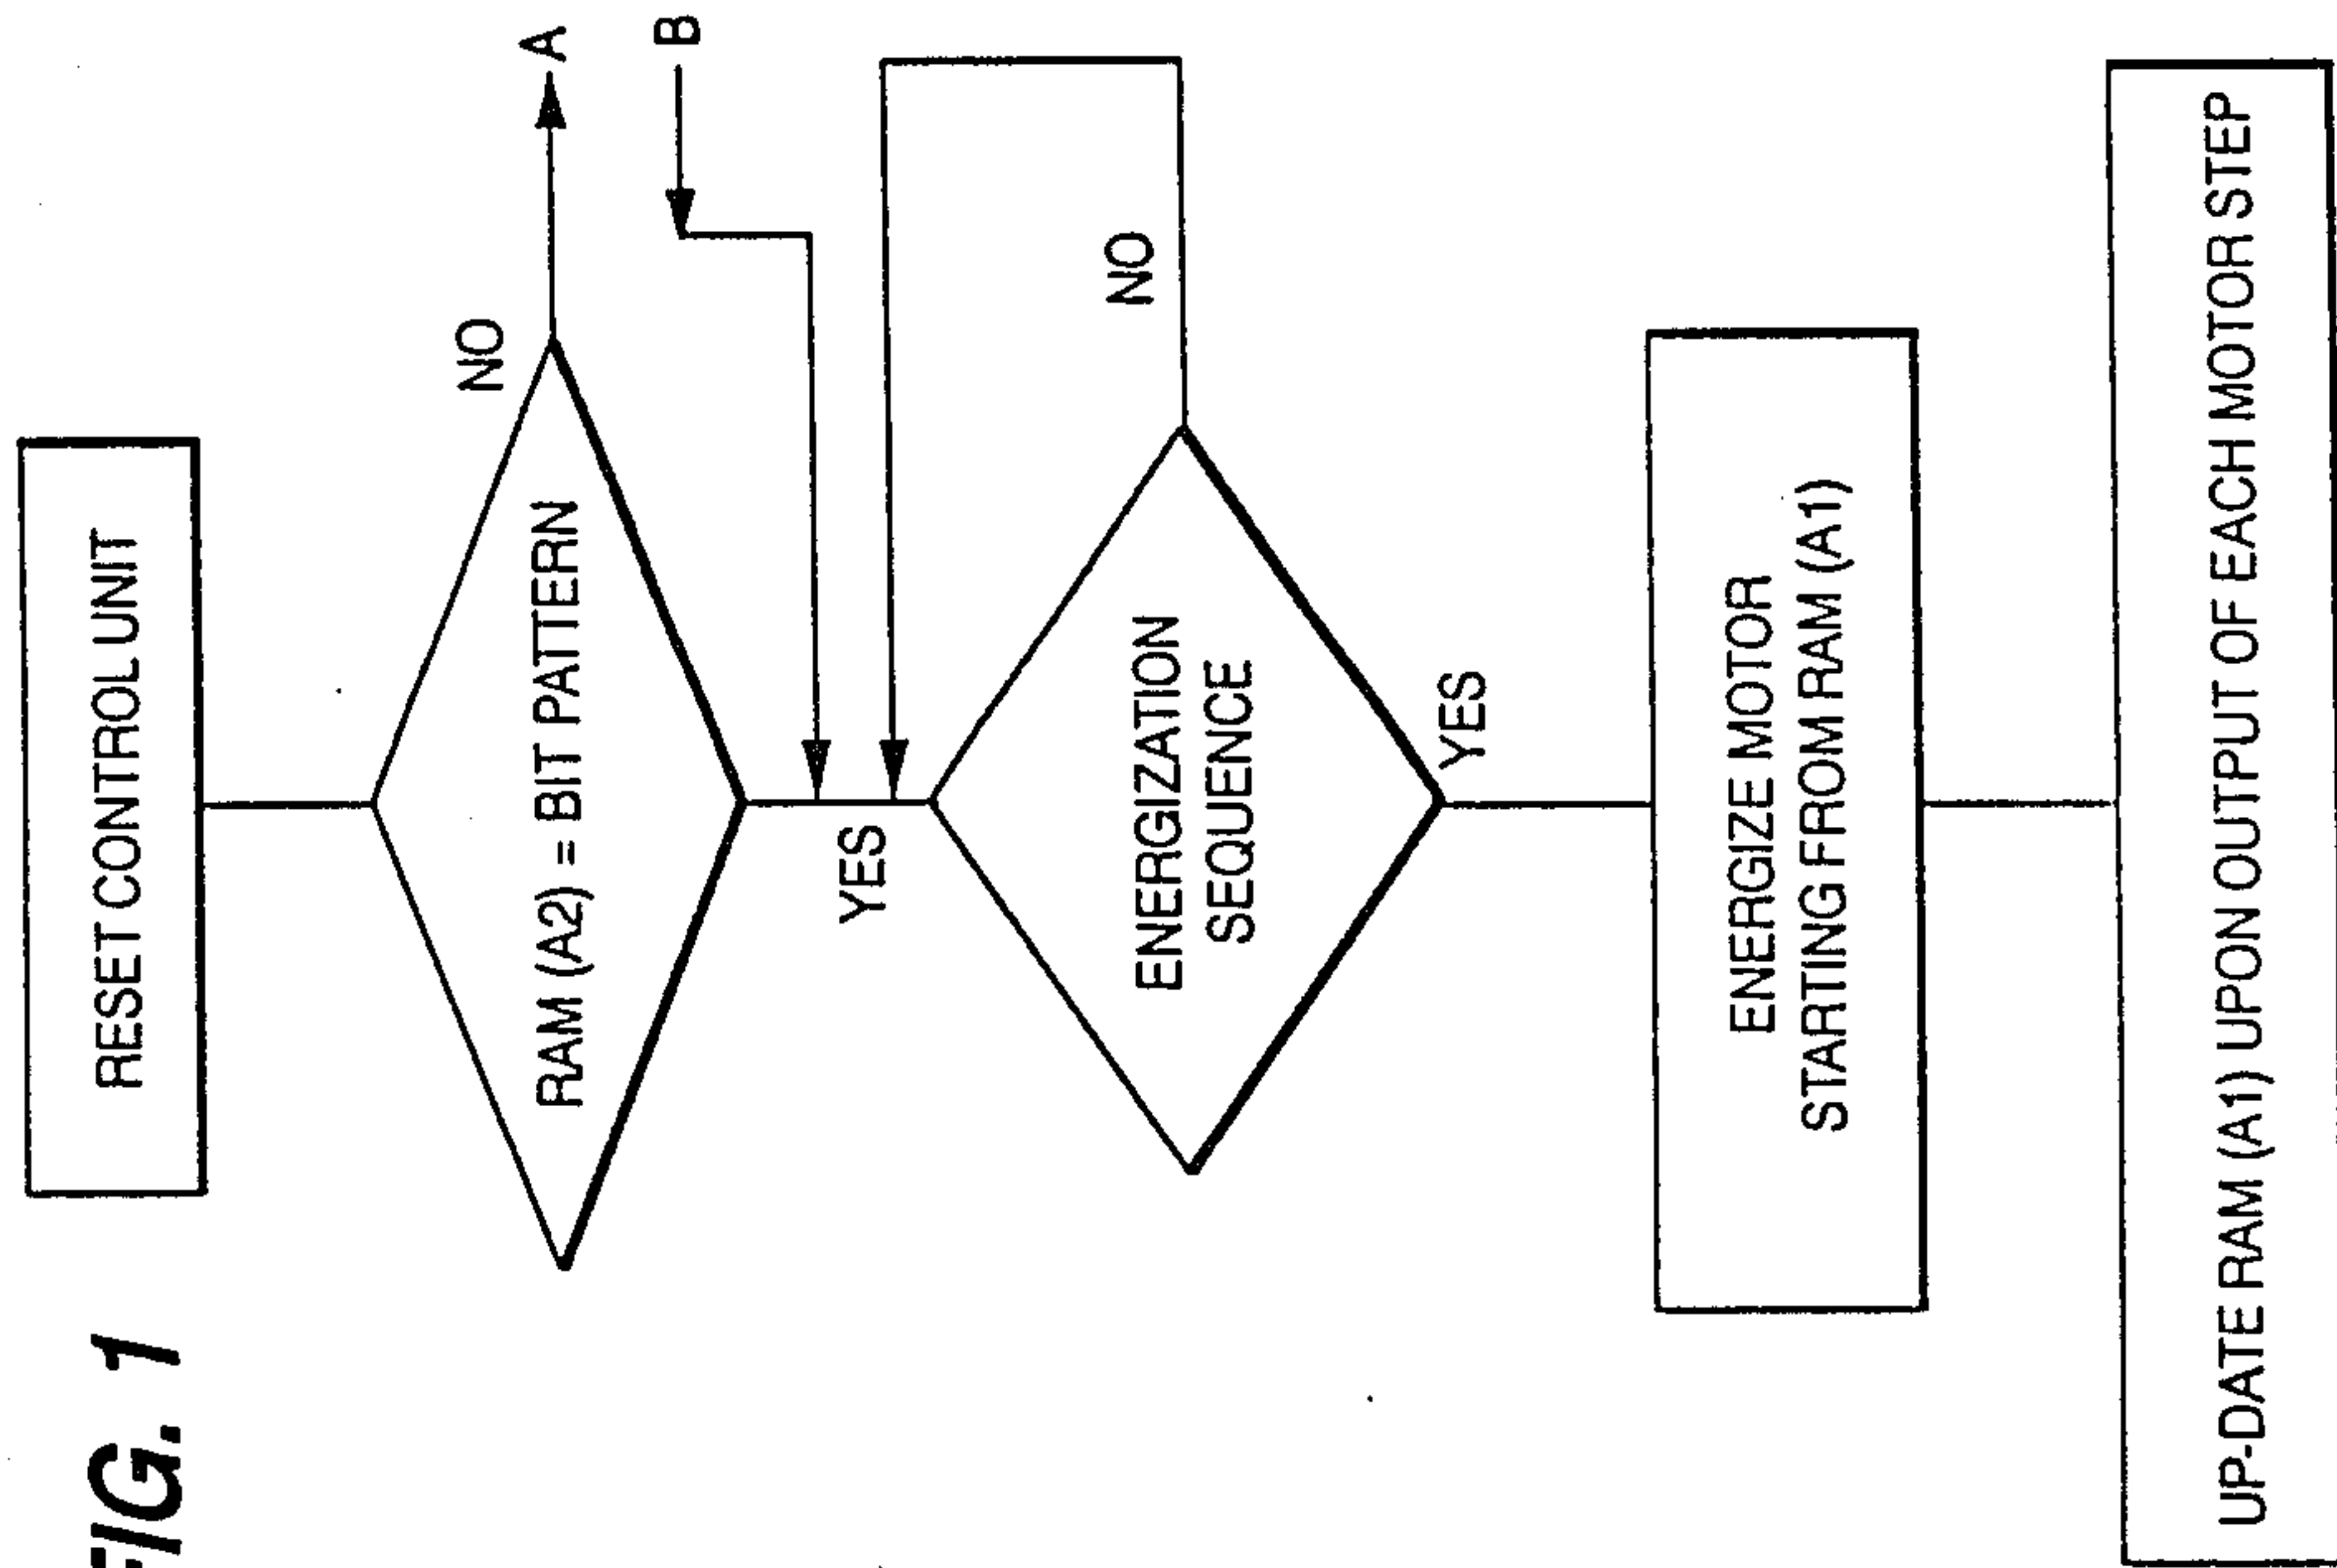 FIG. 1
RESET CONTROL UNIT
RAM (A2) = BIT PATTERN
NO
A
B
YES
ENERGIZATION
SEQUENCE
NO
YES
ENERGIZE MOTOR
STARTING FROM RAM (A1)
UP-DATE RAM (A1) UPON OUTPUT OF EACH MOTOR STEP